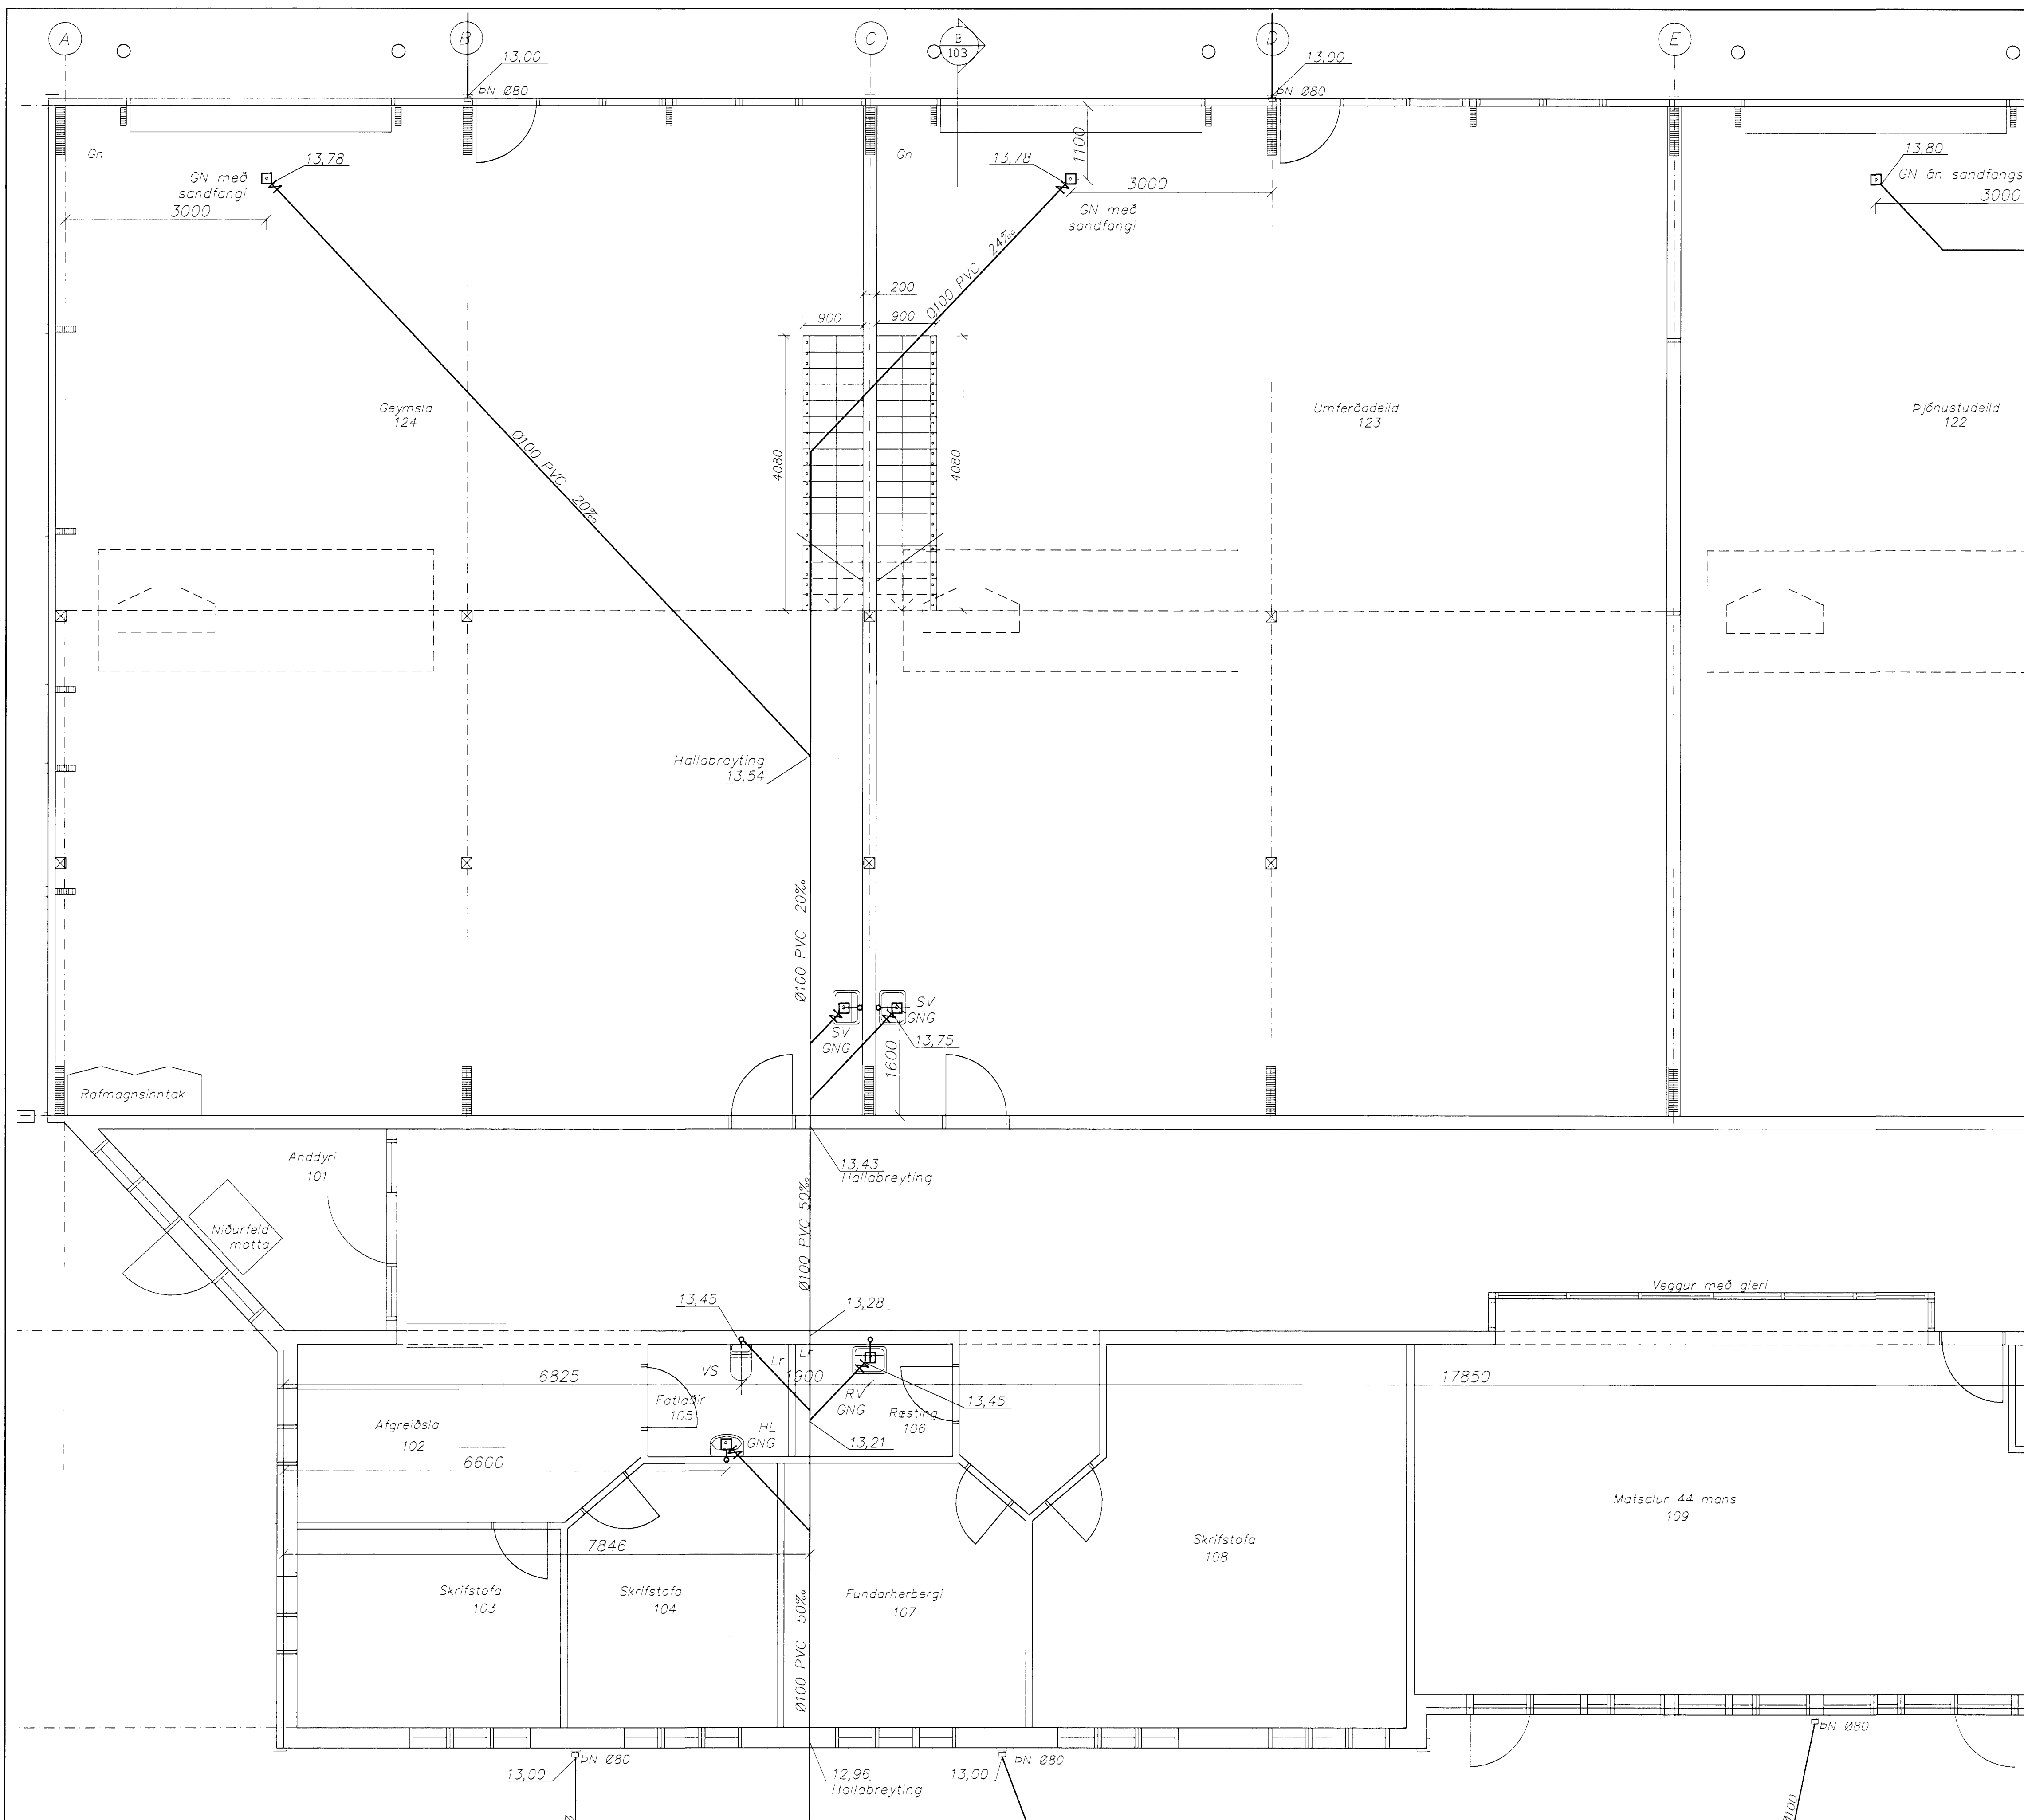 A
B
C
B
103
D
E
13,00
ÞN Ø80
13,00
ÞN Ø80
Gn
13,78
GN með
sandfangi
3000
Gn
13,78
1100
3000
GN með
sandfangi
13,80
GN án sandfangs
3000
Ø100 PVC 24‰
200
900
900
Geymsla
124
Umferðadeild
123
Þjónustudeild
122
Ø100 PVC 20‰
4080
4080
Hallabreyting
13,54
Ø100 PVC 20‰
SV
GNG
SV
GNG
13,75
1600
Rafmagnsinntak
Anddyri
101
13,43
Hallabreyting
Niðurfeld
motta
Ø100 PVC 50‰
Veggur með gleri
13,45
13,28
VS
Lr
Lr
6825
1900
17850
Fatlaðir
105
RV
GNG
13,45
Ræsting
106
Afgreiðsla
102
HL
GNG
13,21
6600
Matsalur 44 mans
109
7846
Skrifstofa
108
Skrifstofa
103
Skrifstofa
104
Fundarherbergi
107
Ø100 PVC 50‰
ÞN Ø80
13,00
ÞN Ø80
12,96
Hallabreyting
13,00
ÞN Ø80
Ø
Ø100